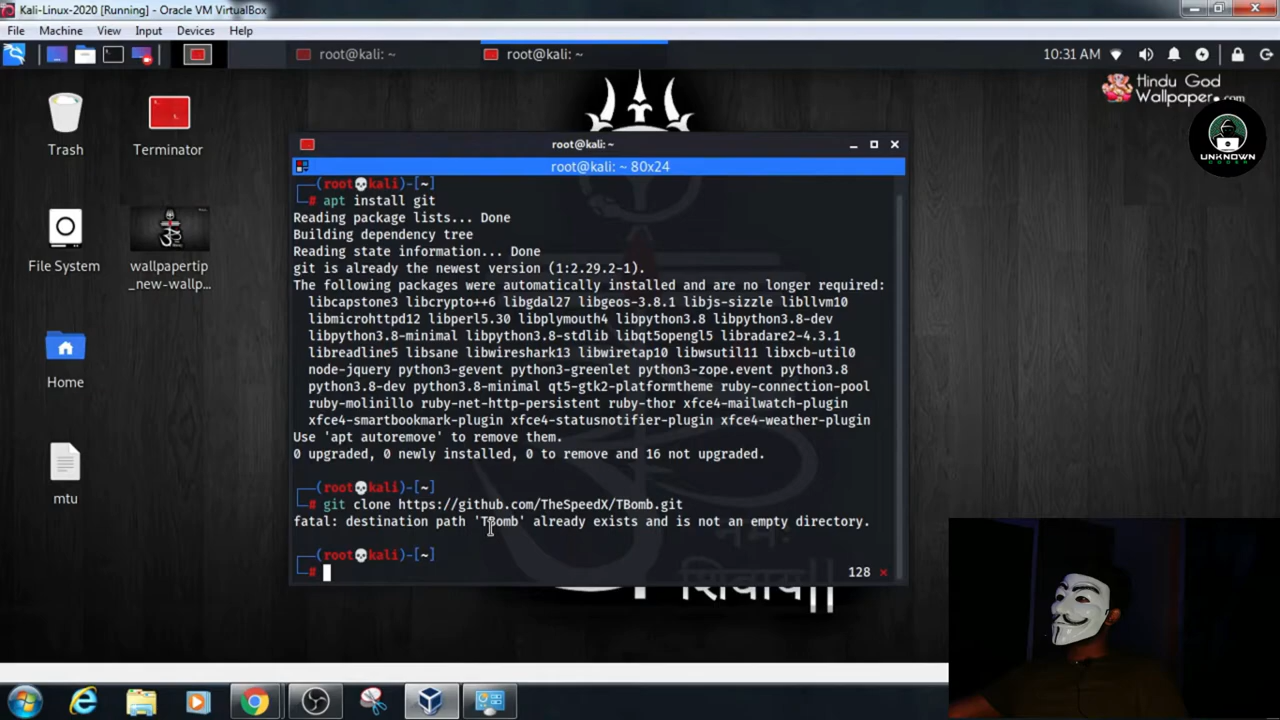 Kali-Linux-2020 [Running] - Oracle VM VirtualBox
File Machine View Input Devices Help
root@kali: ~
root@kali: ~
10:31 AM
Hindu God
Wallpaper.com
UNKNOWN
Trash
Terminator
File System
wallpapertip
_new-wallp...
Home
mtu
root@kali:~
root@kali: ~ 80x24
┌──(root💀kali)-[~]
└─# apt install git
Reading package lists... Done
Building dependency tree
Reading state information... Done
git is already the newest version (1:2.29.2-1).
The following packages were automatically installed and are no longer required:
libcapstone3 libcrypto++6 libgdal27 libgeos-3.8.1 libjs-sizzle libllvm10
libmicrohttpd12 libperl5.30 libplymouth4 libpython3.8 libpython3.8-dev
libpython3.8-minimal libpython3.8-stdlib libqt5opengl5 libradare2-4.3.1
libreadline5 libsane libwireshark13 libwiretap10 libwsutil11 libxcb-util0
node-jquery python3-gevent python3-greenlet python3-zope.event python3.8
python3.8-dev python3.8-minimal qt5-gtk2-platformtheme ruby-connection-pool
ruby-molinillo ruby-net-http-persistent ruby-thor xfce4-mailwatch-plugin
xfce4-smartbookmark-plugin xfce4-statusnotifier-plugin xfce4-weather-plugin
Use 'apt autoremove' to remove them.
0 upgraded, 0 newly installed, 0 to remove and 16 not upgraded.
┌──(root💀kali)-[~]
└─# git clone https://github.com/TheSpeedX/TBomb.git
fatal: destination path 'TBomb' already exists and is not an empty directory.
┌──(root💀kali)-[~]
└─# 128 ×
नमः
शिवाय||